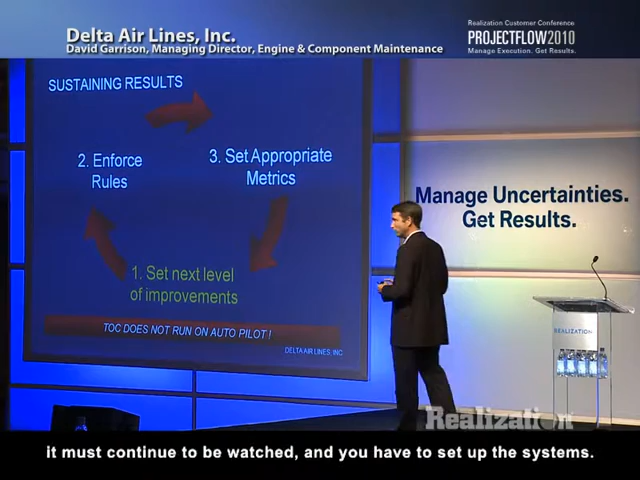 Delta Air Lines, Inc.
David Garrison, Managing Director, Engine & Component Maintenance
Realization Customer Conference
PROJECTFLOW2010
Manage Execution. Get Results.
SUSTAINING RESULTS
2. Enforce
Rules
3. Set Appropriate
Metrics
1. Set next level
of improvements
TOC DOES NOT RUN ON AUTO PILOT !
DELTA AIR LINES, INC
Manage Uncertainties.
Get Results.
REALIZATION
Realization
it must continue to be watched, and you have to set up the systems.